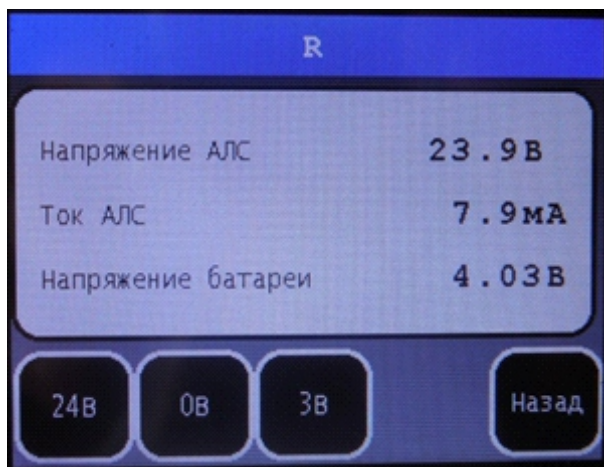 R
Напряжение АЛС 23.9В
Ток АЛС 7.9мА
Напряжение батареи 4.03В
24В 0В 3В Назад